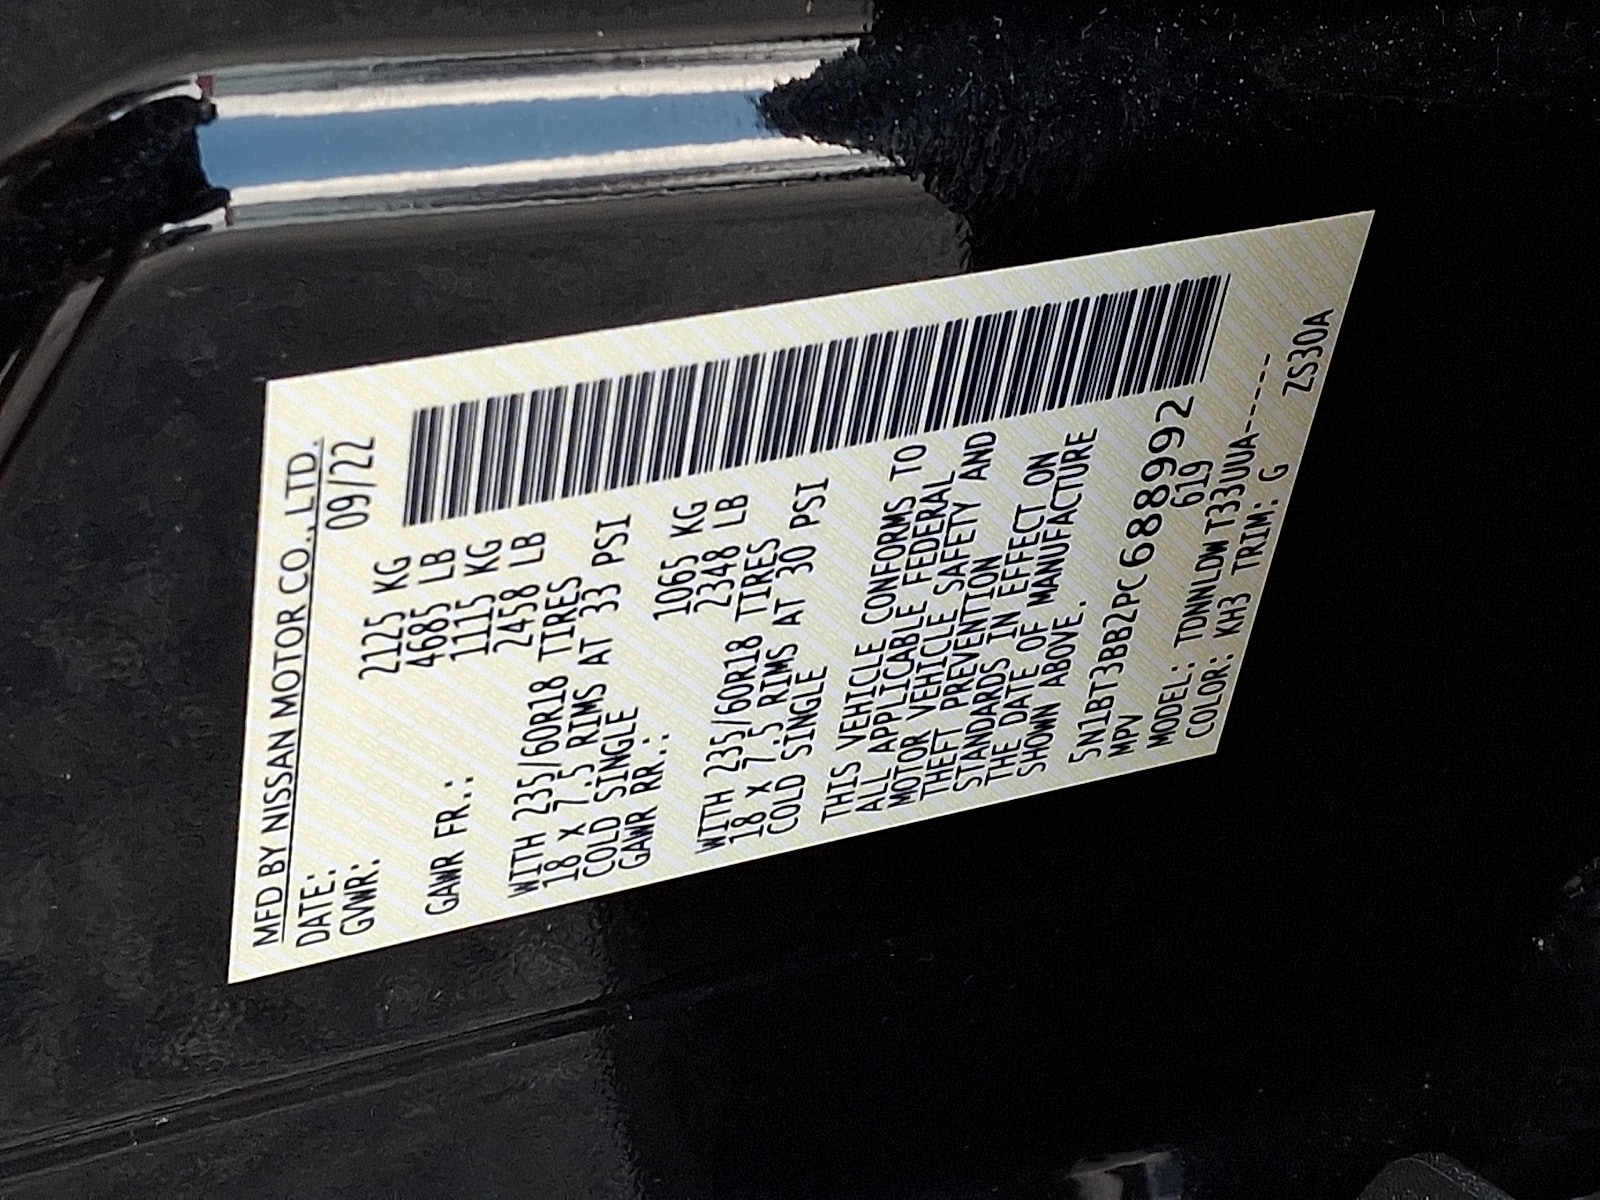 MFD BY NISSAN MOTOR CO., LTD.
DATE: 09/22
GVWR: 2125 KG
4685 LB
GAWR FR.: 1115 KG
2458 LB
WITH 235/60R18 TIRES
18 x 7.5 RIMS AT 33 PSI
COLD SINGLE
GAWR RR.: 1065 KG
2348 LB
WITH 235/60R18 TIRES
18 x 7.5 RIMS AT 30 PSI
COLD SINGLE
THIS VEHICLE CONFORMS TO
ALL APPLICABLE FEDERAL
MOTOR VEHICLE SAFETY AND
THEFT PREVENTION
STANDARDS IN EFFECT ON
THE DATE OF MANUFACTURE
SHOWN ABOVE.
5N1BT3BB2PC688992
MPV 619
MODEL: TDNNLDW T33UUA-----
COLOR: KH3 TRIM: G ZS30A